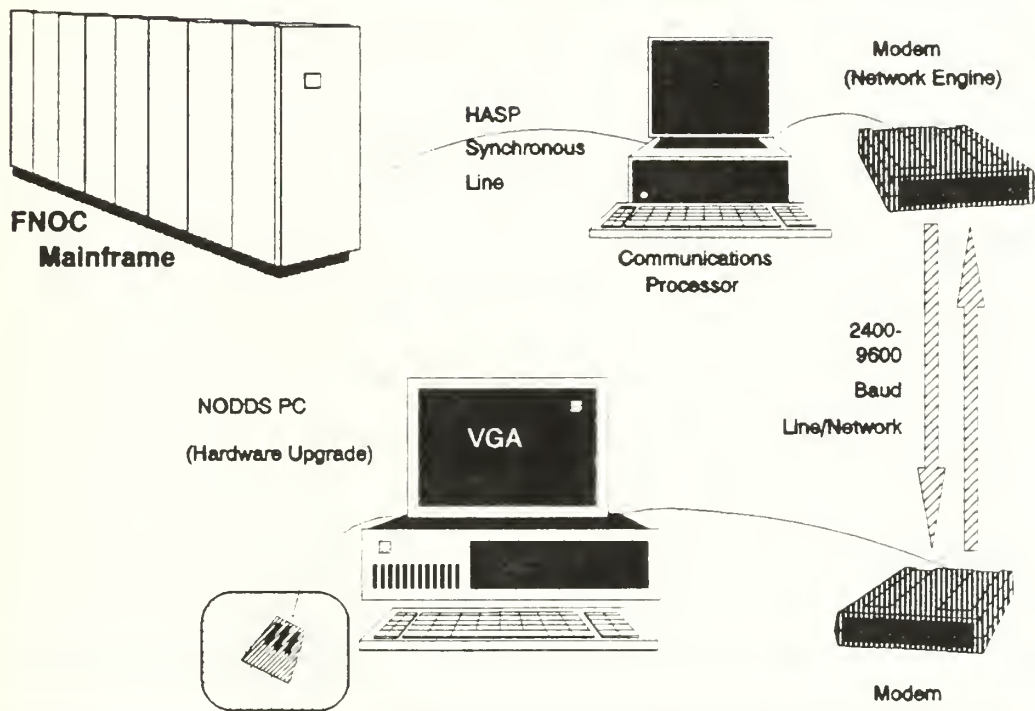 Modem
(Network Engine)
HASP
Synchronous
Line
FNOC
Mainframe
Communications
Processor
2400-
9600
Baud
Line/Network
NODDS PC
(Hardware Upgrade)
VGA
Modem